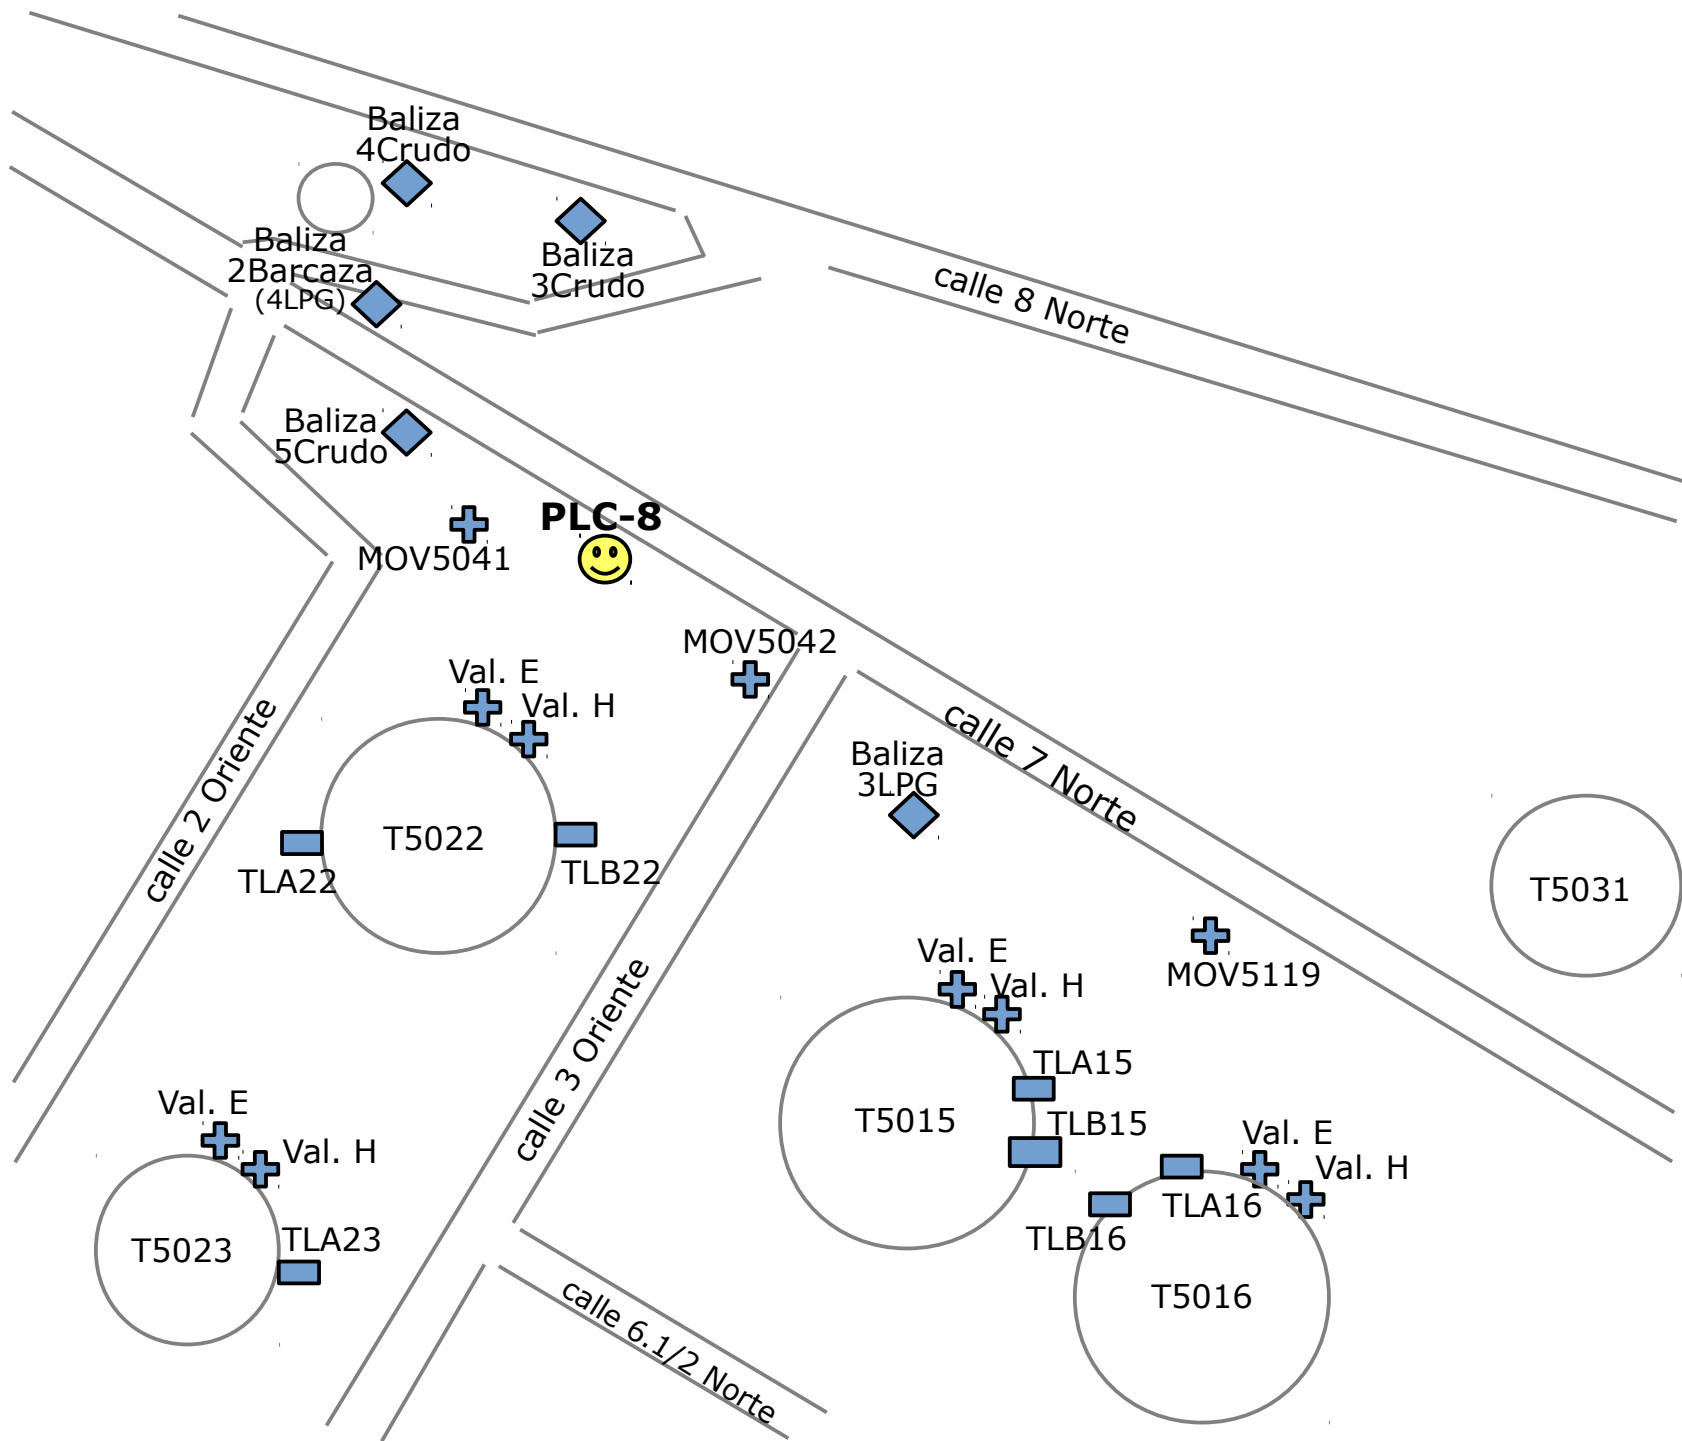 Baliza
4Crudo
Baliza
2Barcaza
(4LPG)
Baliza
3Crudo
calle 8 Norte
Baliza
5Crudo
PLC-8
MOV5041
MOV5042
Val. E
Val. H
calle 2 Oriente
T5022
TLA22
TLB22
calle 7 Norte
Baliza
3LPG
T5031
MOV5119
Val. E
Val. H
calle 3 Oriente
TLA15
T5015
TLB15
Val. E
Val. H
T5023
TLA23
Val. E
Val. H
TLA16
TLB16
T5016
calle 6.1/2 Norte